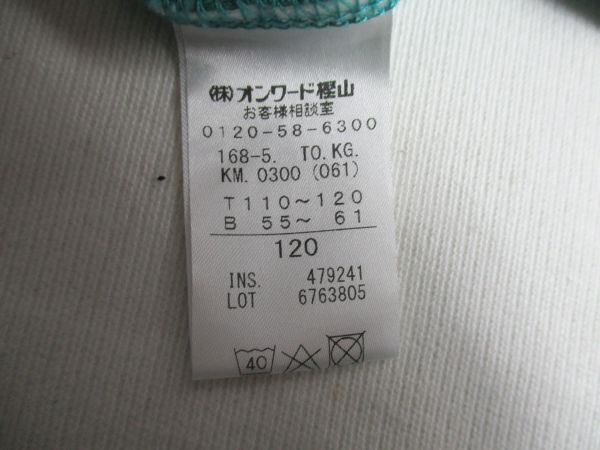 (株)オンワード樫山
お客様相談室
0120-58-6300
168-5. TO.KG.
KM.0300(061)
T 110〜120
B 55〜 61
120
INS. 479241
LOT 6763805
40